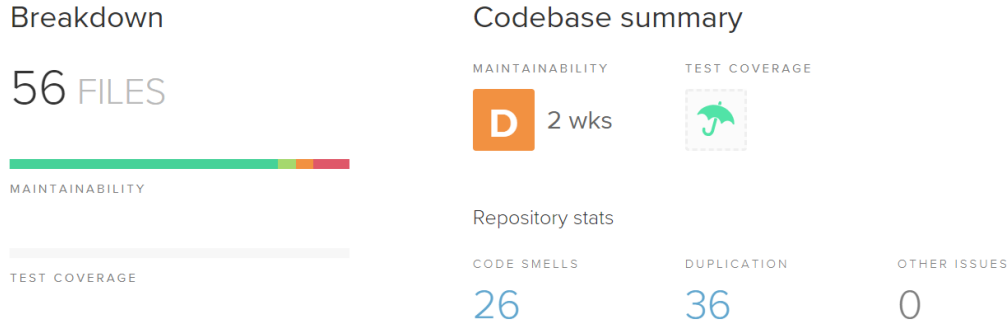 Breakdown
56 FILES
MAINTAINABILITY
TEST COVERAGE
Codebase summary
MAINTAINABILITY
TEST COVERAGE
D
2 wks
Repository stats
CODE SMELLS
DUPLICATION
OTHER ISSUES
26
36
0